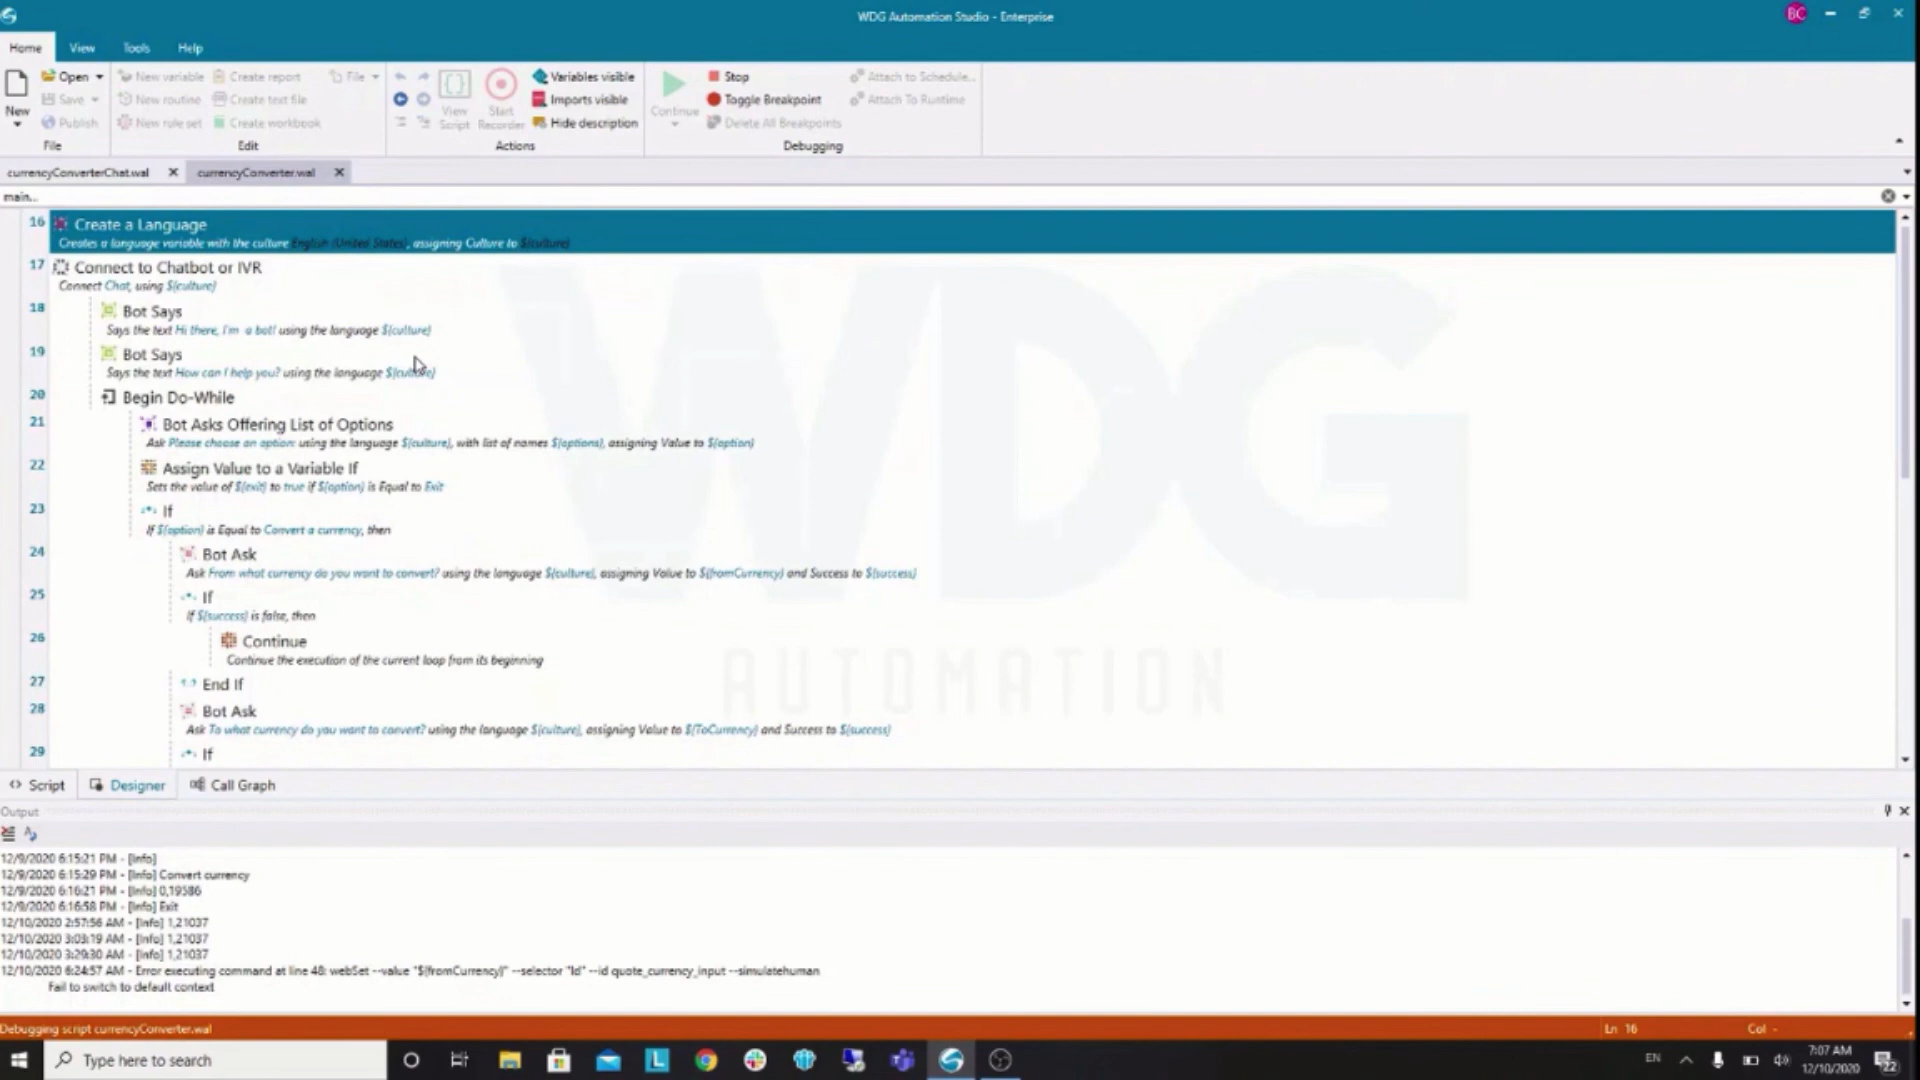 WDG Automation Studio - Enterprise
BC
Home View Tools Help
New Open Save Publish
New variable New routine New rule set
Create report Create text file Create workbook
File
View Script
Start Recorder
Variables visible
Imports visible
Hide description
Continue
Stop
Toggle Breakpoint
Delete All Breakpoints
Attach to Schedule...
Attach To Runtime
File Edit Actions Debugging
currencyConverterChat.wal currencyConverter.wal
main...
16 Create a Language
Creates a language variable with the culture English (United States), assigning Culture to ${culture}
17 Connect to Chatbot or IVR
Connect Chat, using ${culture}
18 Bot Says
Says the text Hi there, I'm a bot! using the language ${culture}
19 Bot Says
Says the text How can I help you? using the language ${culture}
20 Begin Do-While
21 Bot Asks Offering List of Options
Ask Please choose an option: using the language ${culture}, with list of names ${options}, assigning Value to ${option}
22 Assign Value to a Variable If
Sets the value of ${exit} to true if ${option} is Equal to Exit
23 If
If ${option} is Equal to Convert a currency, then
24 Bot Ask
Ask From what currency do you want to convert? using the language ${culture}, assigning Value to ${fromCurrency} and Success to ${success}
25 If
If ${success} is false, then
26 Continue
Continue the execution of the current loop from its beginning
27 End If
28 Bot Ask
Ask To what currency do you want to convert? using the language ${culture}, assigning Value to ${ToCurrency} and Success to ${success}
29 If
WDG
AUTOMATION
Script Designer Call Graph
Output
12/9/2020 6:15:21 PM - [Info]
12/9/2020 6:15:29 PM - [Info] Convert currency
12/9/2020 6:16:21 PM - [Info] 0,19586
12/9/2020 6:16:58 PM - [Info] Exit
12/10/2020 2:57:56 AM - [Info] 1,21037
12/10/2020 3:03:19 AM - [Info] 1,21037
12/10/2020 3:29:30 AM - [Info] 1,21037
12/10/2020 6:24:57 AM - Error executing command at line 48: webSet --value "${fromCurrency}" --selector "Id" --id quote_currency_input --simulatehuman
Fail to switch to default context
Debugging script currencyConverter.wal Ln 16 Col -
Type here to search
L
EN
7:07 AM
12/10/2020
22